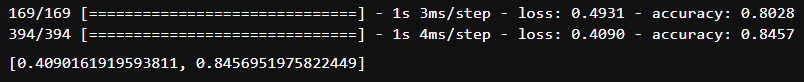 169/169 [==============================] - 1s 3ms/step - loss: 0.4931 - accuracy: 0.8028
394/394 [==============================] - 1s 4ms/step - loss: 0.4090 - accuracy: 0.8457
[0.4090161919593811, 0.8456951975822449]